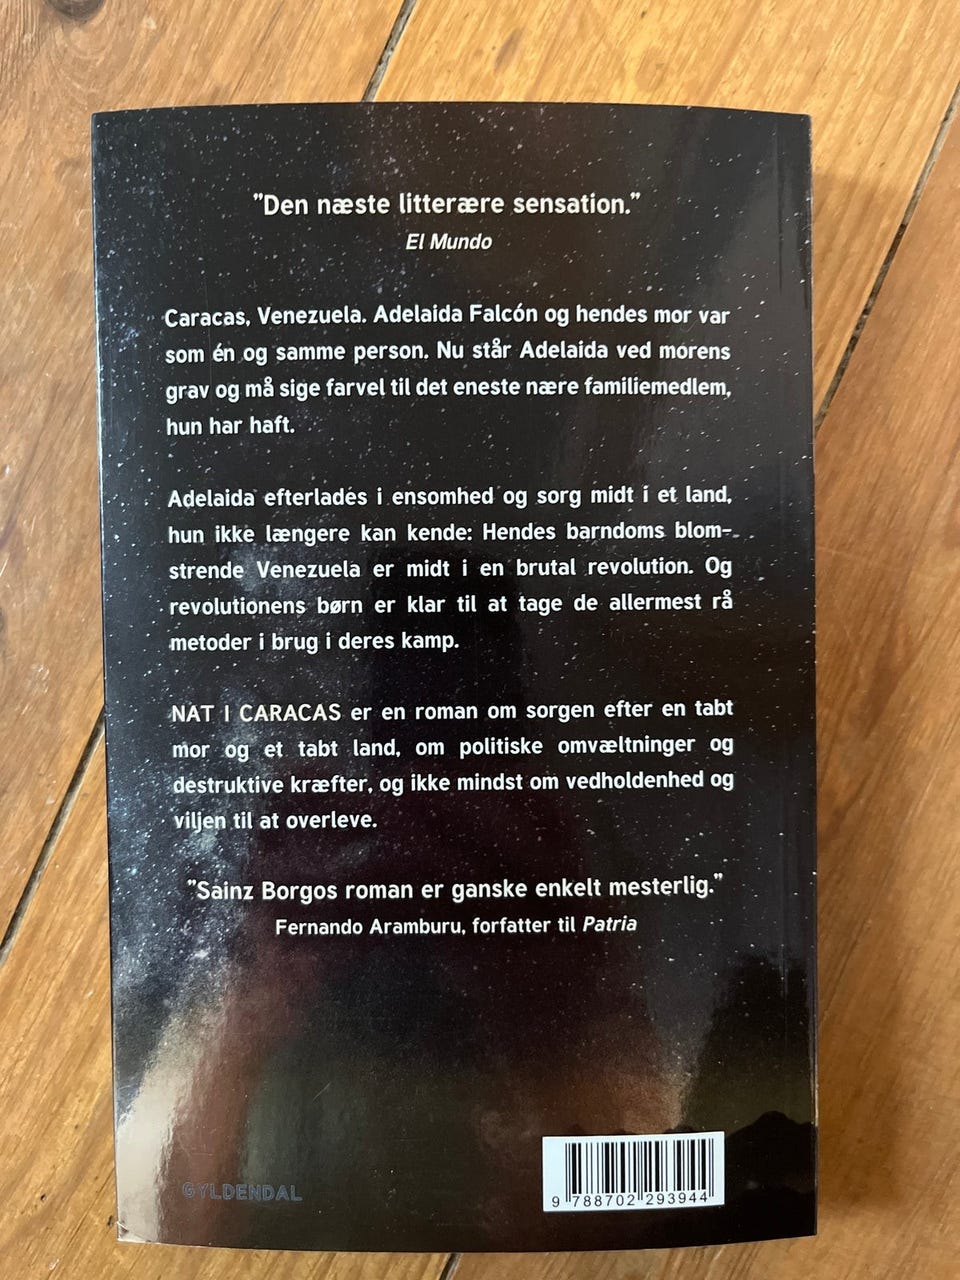 ”Den næste litterære sensation.”
El Mundo
Caracas, Venezuela. Adelaida Falcón og hendes mor var
som én og samme person. Nu står Adelaida ved morens
grav og må sige farvel til det eneste nære familiemedlem,
hun har haft.
Adelaida efterlades i ensomhed og sorg midt i et land,
hun ikke længere kan kende: Hendes barndoms blom-
strende Venezuela er midt i en brutal revolution. Og
revolutionens børn er klar til at tage de allermest rå
metoder i brug i deres kamp.
NAT I CARACAS er en roman om sorgen efter en tabt
mor og et tabt land, om politiske omvæltninger og
destruktive kræfter, og ikke mindst om vedholdenhed og
viljen til at overleve.
”Sainz Borgos roman er ganske enkelt mesterlig.”
Fernando Aramburu, forfatter til Patria
GYLDENDAL
9 788702 293944